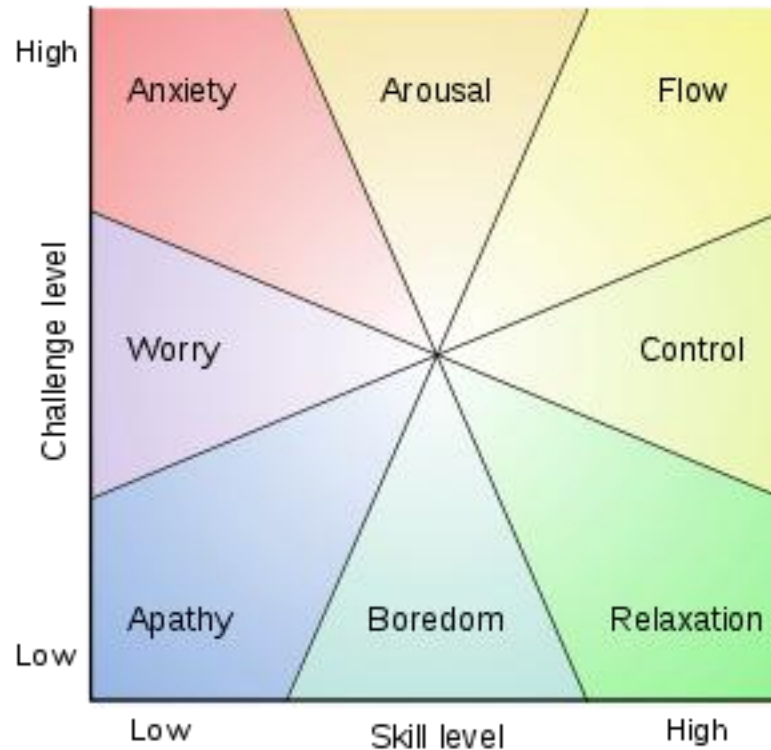 High
Anxiety
Arousal
Flow
Challenge level
Worry
Control
Apathy
Boredom
Relaxation
Low
Low
Skill level
High